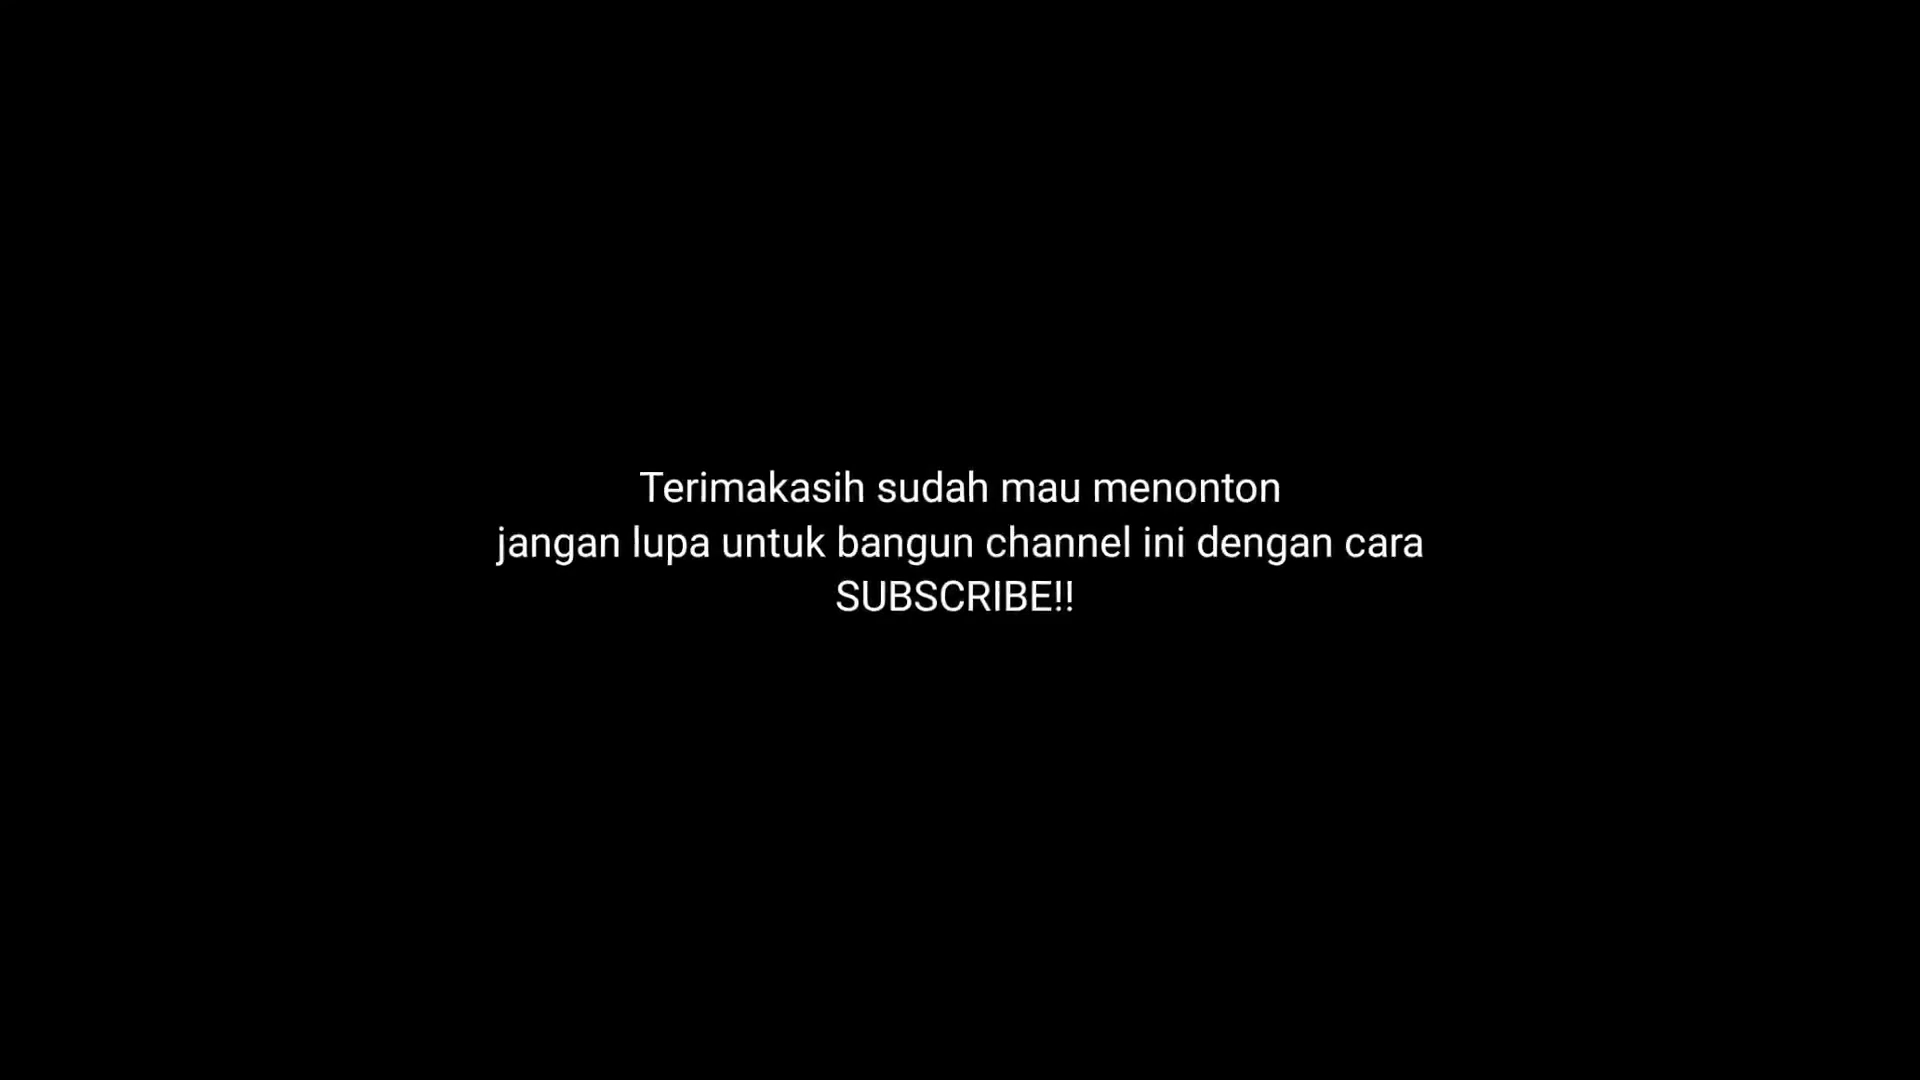 Terimakasih sudah mau menonton
jangan lupa untuk bangun channel ini dengan cara
SUBSCRIBE!!